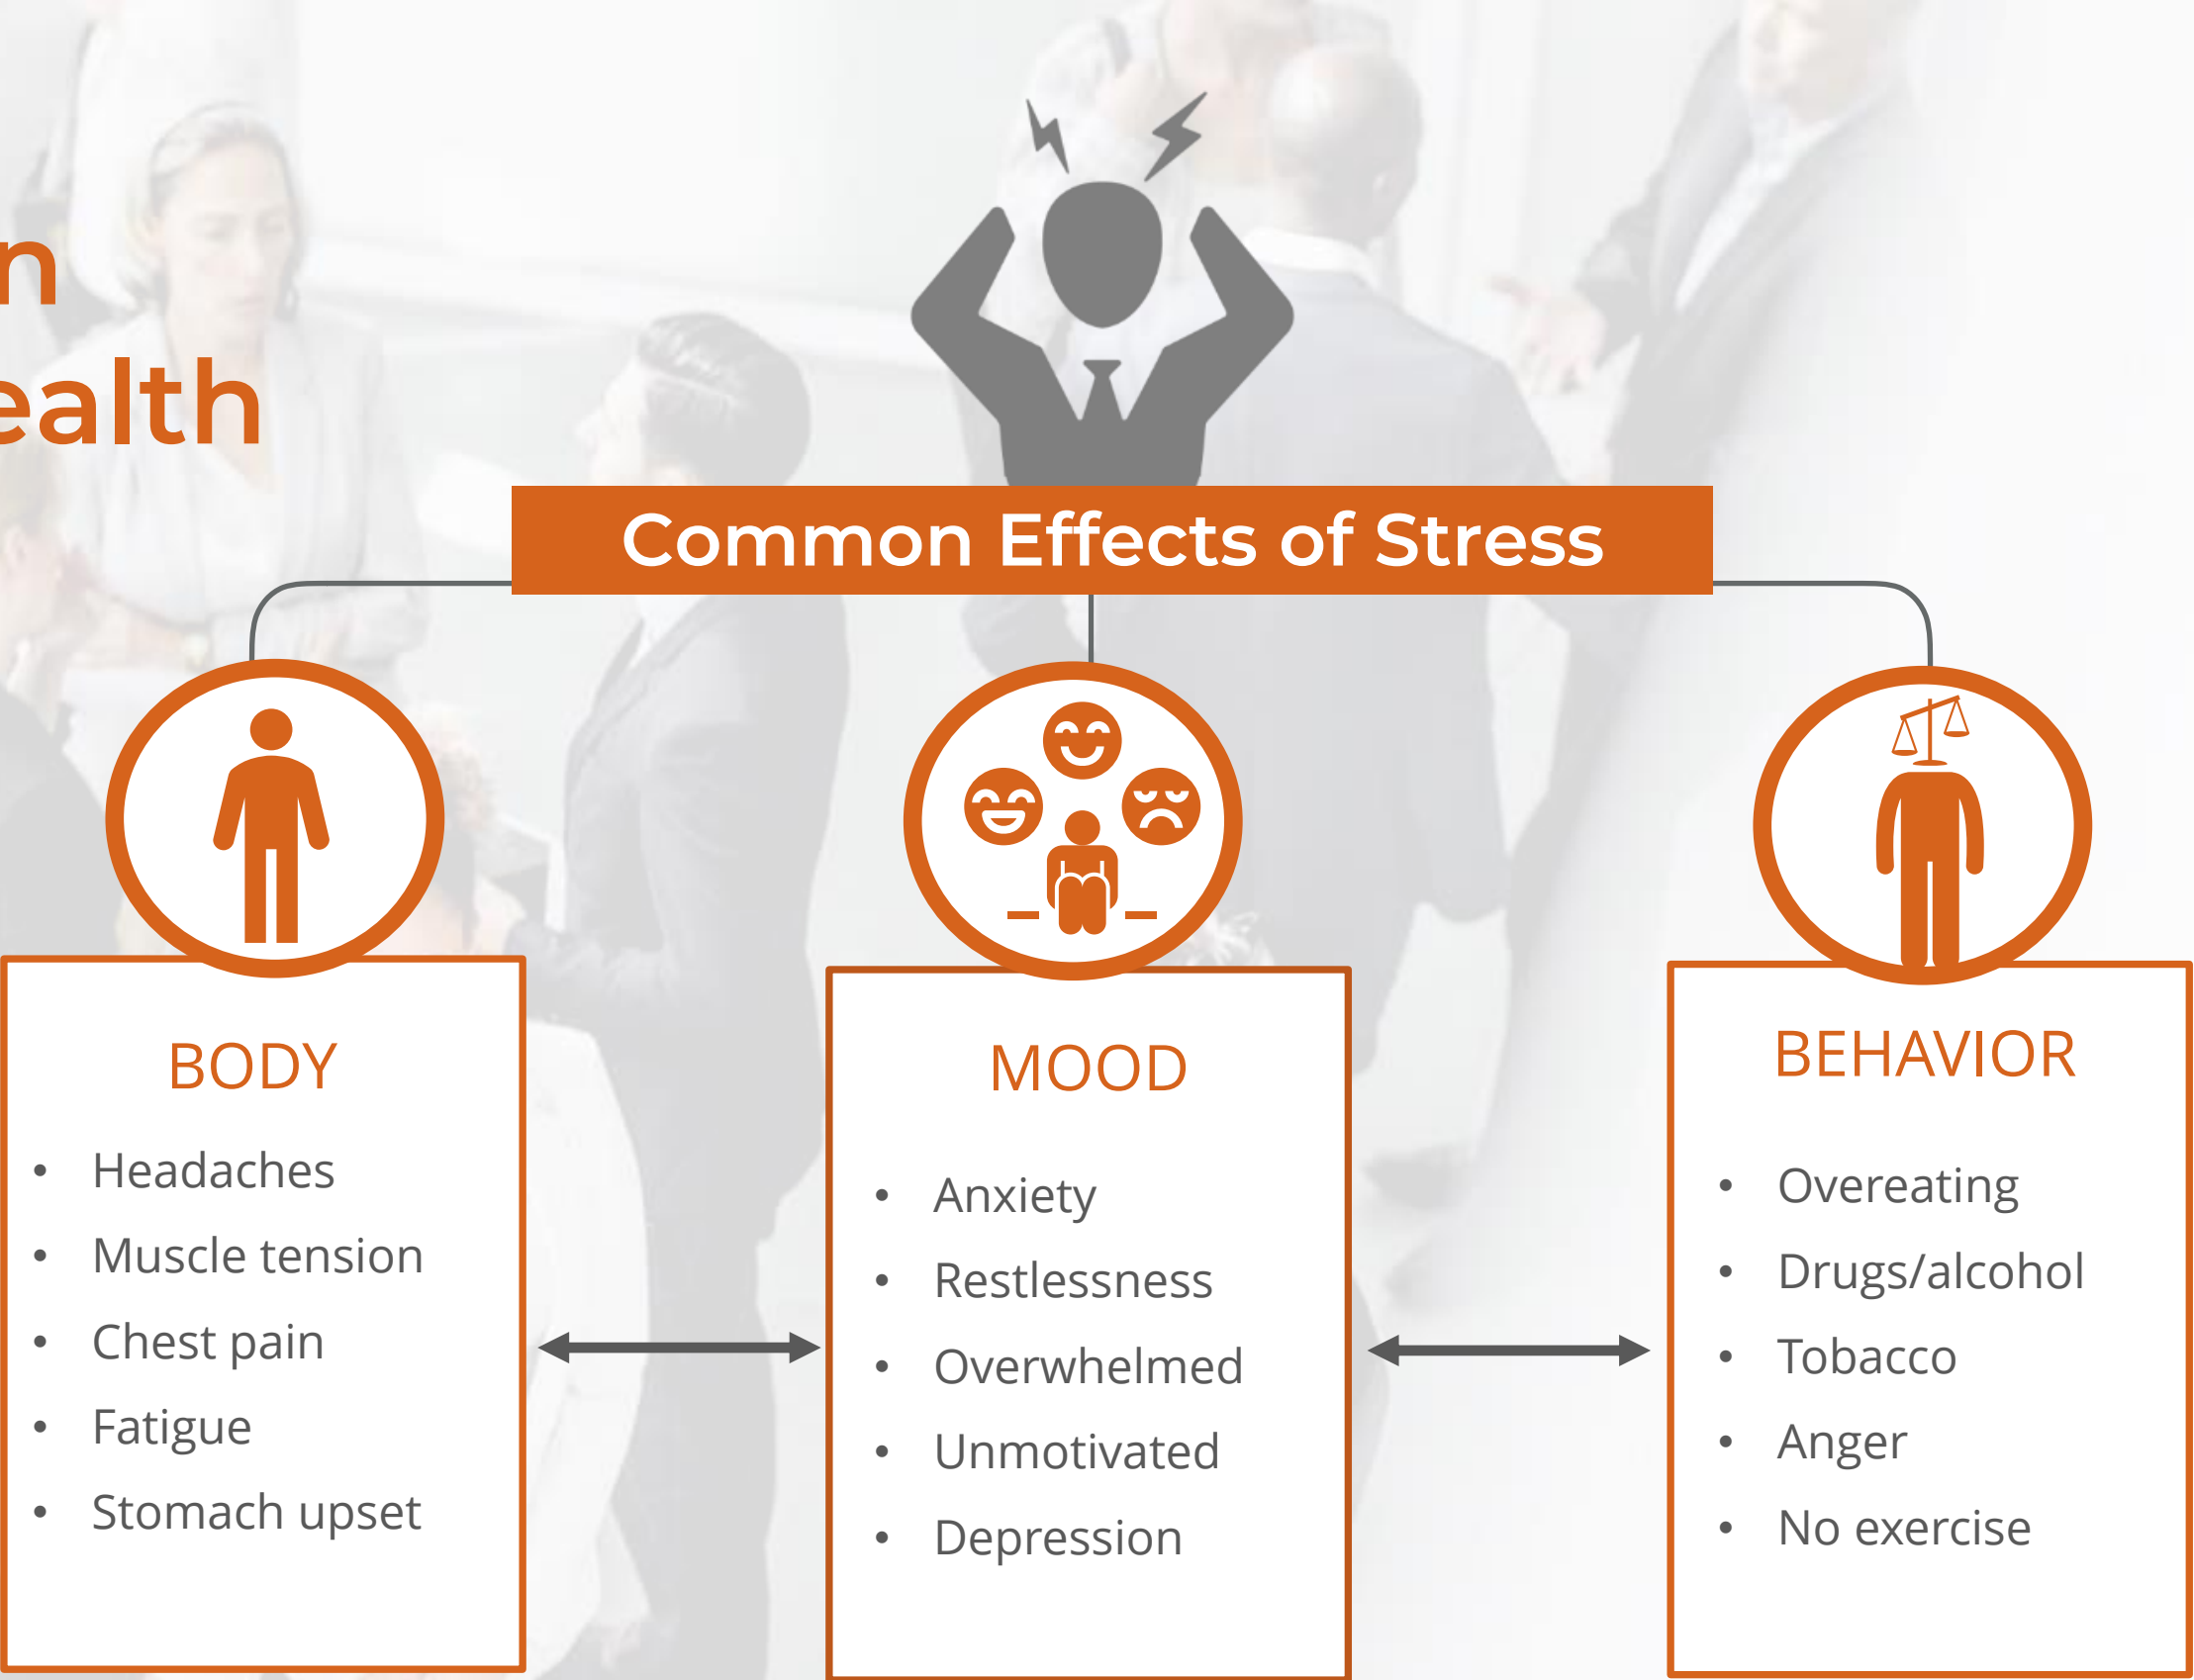 n
ealth
Common Effects of Stress
BODY
• Headaches
• Muscle tension
• Chest pain
• Fatigue
• Stomach upset
MOOD
• Anxiety
• Restlessness
• Overwhelmed
• Unmotivated
• Depression
BEHAVIOR
• Overeating
• Drugs/alcohol
• Tobacco
• Anger
• No exercise